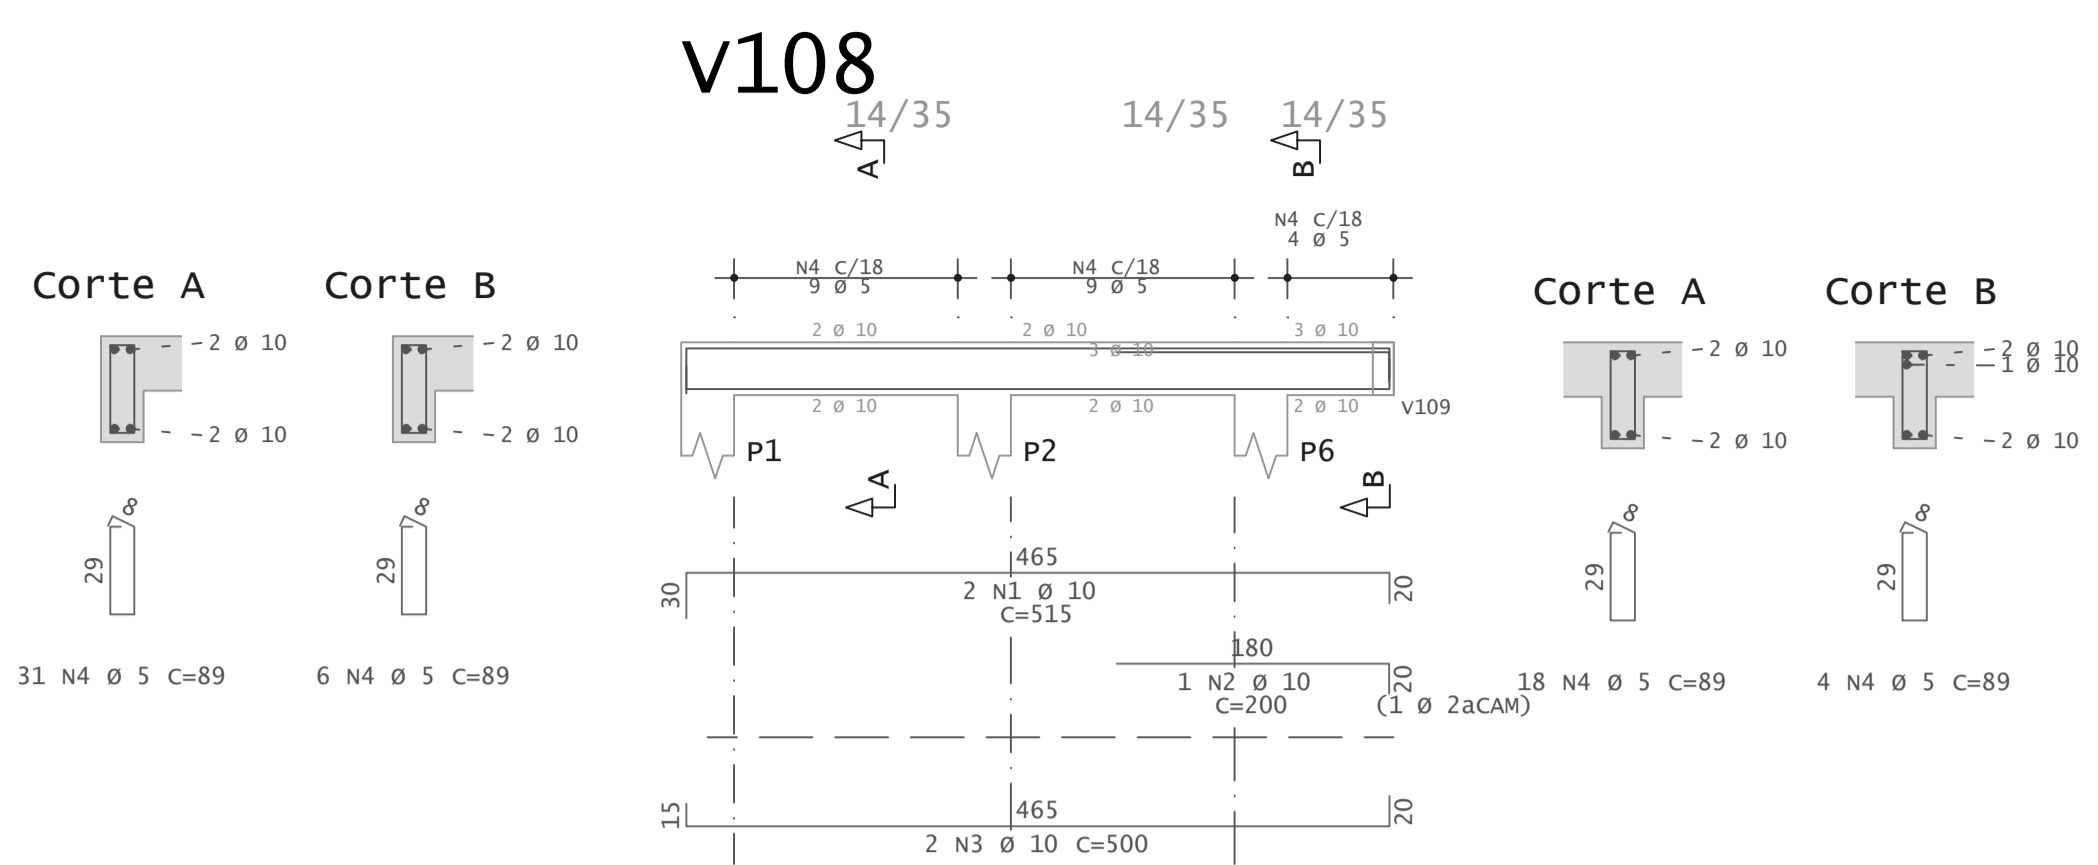 V108
14/35 14/35 14/35
A B
N4 C/18
4 Ø 5
N4 C/18 N4 C/18
9 Ø 5 9 Ø 5
2 Ø 10 2 Ø 10 3 Ø 10
3 Ø 10
2 Ø 10 2 Ø 10 2 Ø 10 V109
P1 P2 P6
A B
465
30 20
2 N1 Ø 10
C=515
180
20
1 N2 Ø 10
C=200 (1 Ø 2aCAM)
465
15 20
2 N3 Ø 10 C=500
Corte A
2 Ø 10
2 Ø 10
8
29
31 N4 Ø 5 C=89
Corte B
2 Ø 10
2 Ø 10
8
29
6 N4 Ø 5 C=89
Corte A
2 Ø 10
2 Ø 10
8
29
18 N4 Ø 5 C=89
Corte B
2 Ø 10
1 Ø 10
2 Ø 10
8
29
4 N4 Ø 5 C=89